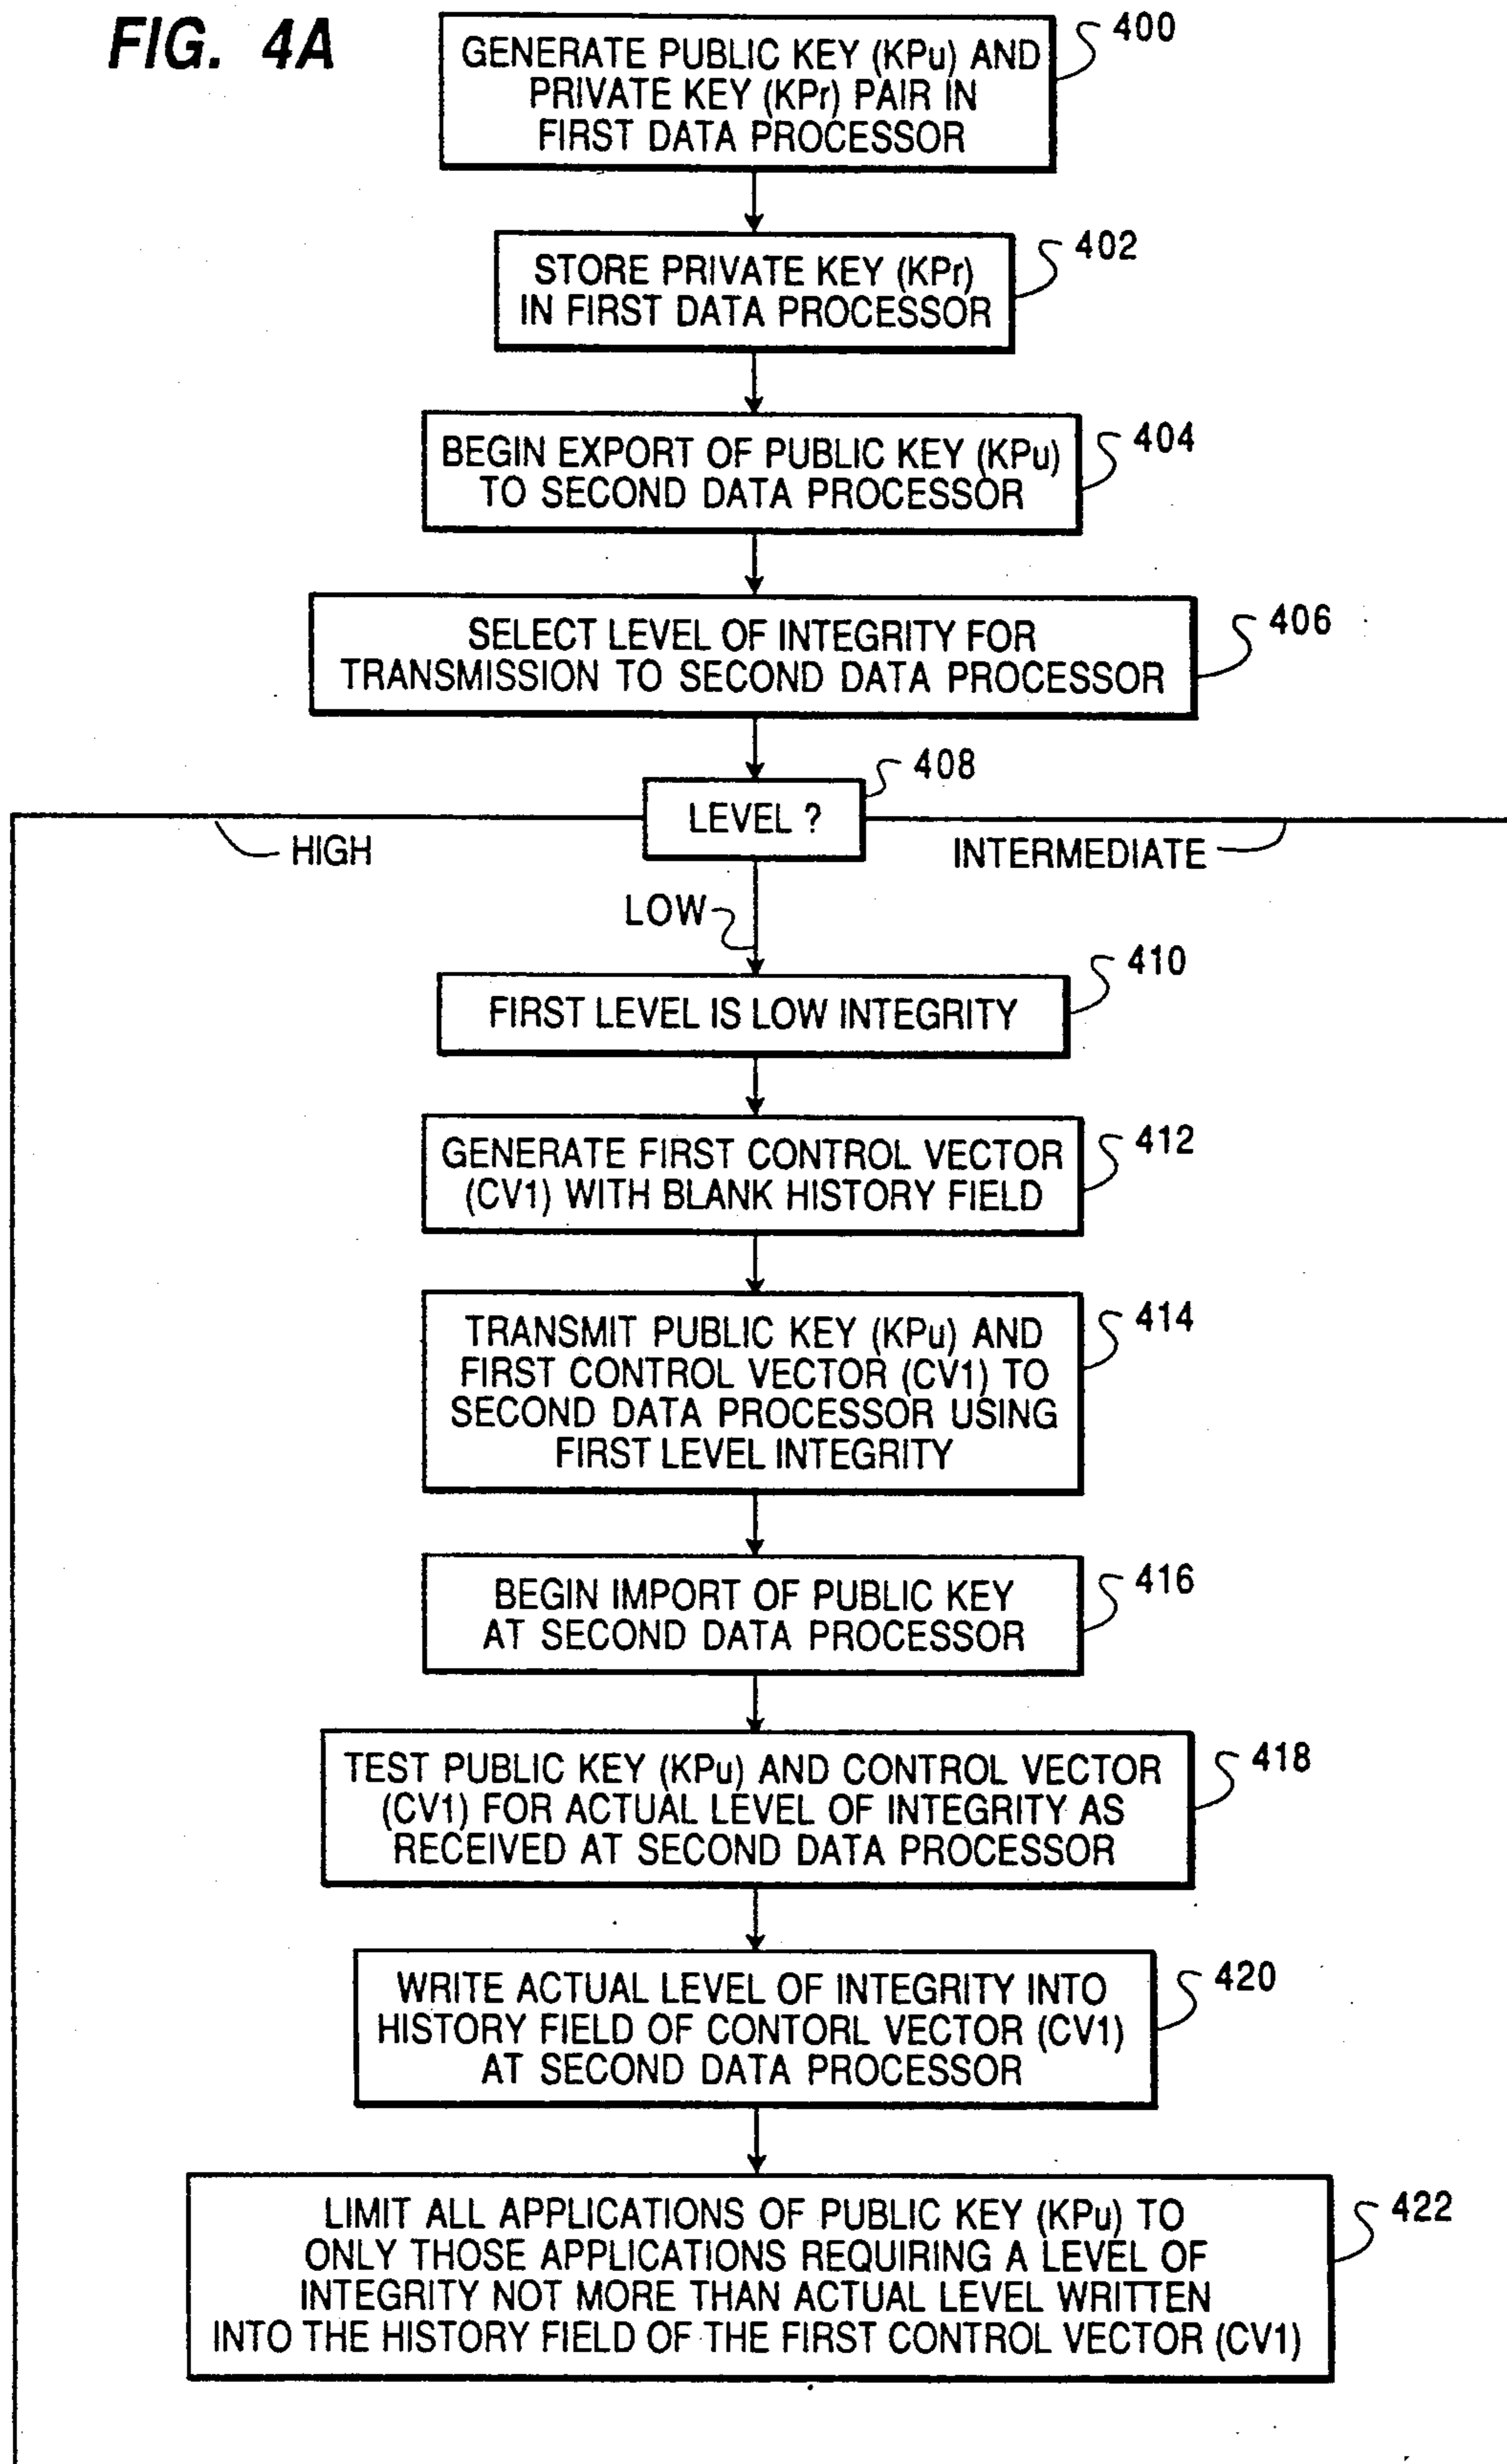 FIG. 4A
400
GENERATE PUBLIC KEY (KPu) AND
PRIVATE KEY (KPr) PAIR IN
FIRST DATA PROCESSOR
402
STORE PRIVATE KEY (KPr)
IN FIRST DATA PROCESSOR
404
BEGIN EXPORT OF PUBLIC KEY (KPu)
TO SECOND DATA PROCESSOR
406
SELECT LEVEL OF INTEGRITY FOR
TRANSMISSION TO SECOND DATA PROCESSOR
408
LEVEL ?
HIGH
INTERMEDIATE
LOW
410
FIRST LEVEL IS LOW INTEGRITY
412
GENERATE FIRST CONTROL VECTOR
(CV1) WITH BLANK HISTORY FIELD
414
TRANSMIT PUBLIC KEY (KPu) AND
FIRST CONTROL VECTOR (CV1) TO
SECOND DATA PROCESSOR USING
FIRST LEVEL INTEGRITY
416
BEGIN IMPORT OF PUBLIC KEY
AT SECOND DATA PROCESSOR
418
TEST PUBLIC KEY (KPu) AND CONTROL VECTOR
(CV1) FOR ACTUAL LEVEL OF INTEGRITY AS
RECEIVED AT SECOND DATA PROCESSOR
420
WRITE ACTUAL LEVEL OF INTEGRITY INTO
HISTORY FIELD OF CONTORL VECTOR (CV1)
AT SECOND DATA PROCESSOR
422
LIMIT ALL APPLICATIONS OF PUBLIC KEY (KPu) TO
ONLY THOSE APPLICATIONS REQUIRING A LEVEL OF
INTEGRITY NOT MORE THAN ACTUAL LEVEL WRITTEN
INTO THE HISTORY FIELD OF THE FIRST CONTROL VECTOR (CV1)